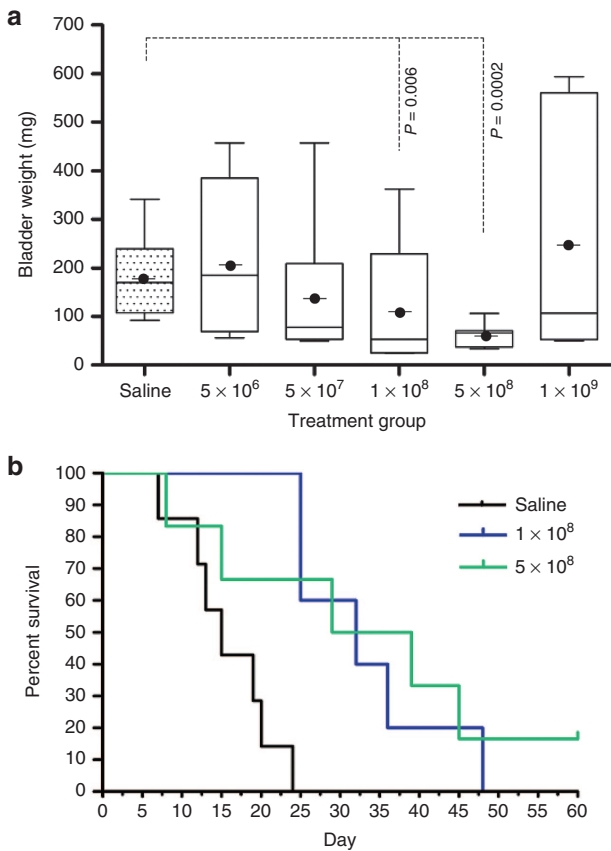 a
700
600
500
400
300
200
100
0
Bladder weight (mg)
P = 0.006
P = 0.0002
Saline 5 × 10⁶ 5 × 10⁷ 1 × 10⁸ 5 × 10⁸ 1 × 10⁹
Treatment group
b
100
90
80
70
60
50
40
30
20
10
0
Percent survival
Saline
1 × 10⁸
5 × 10⁸
0 5 10 15 20 25 30 35 40 45 50 55 60
Day